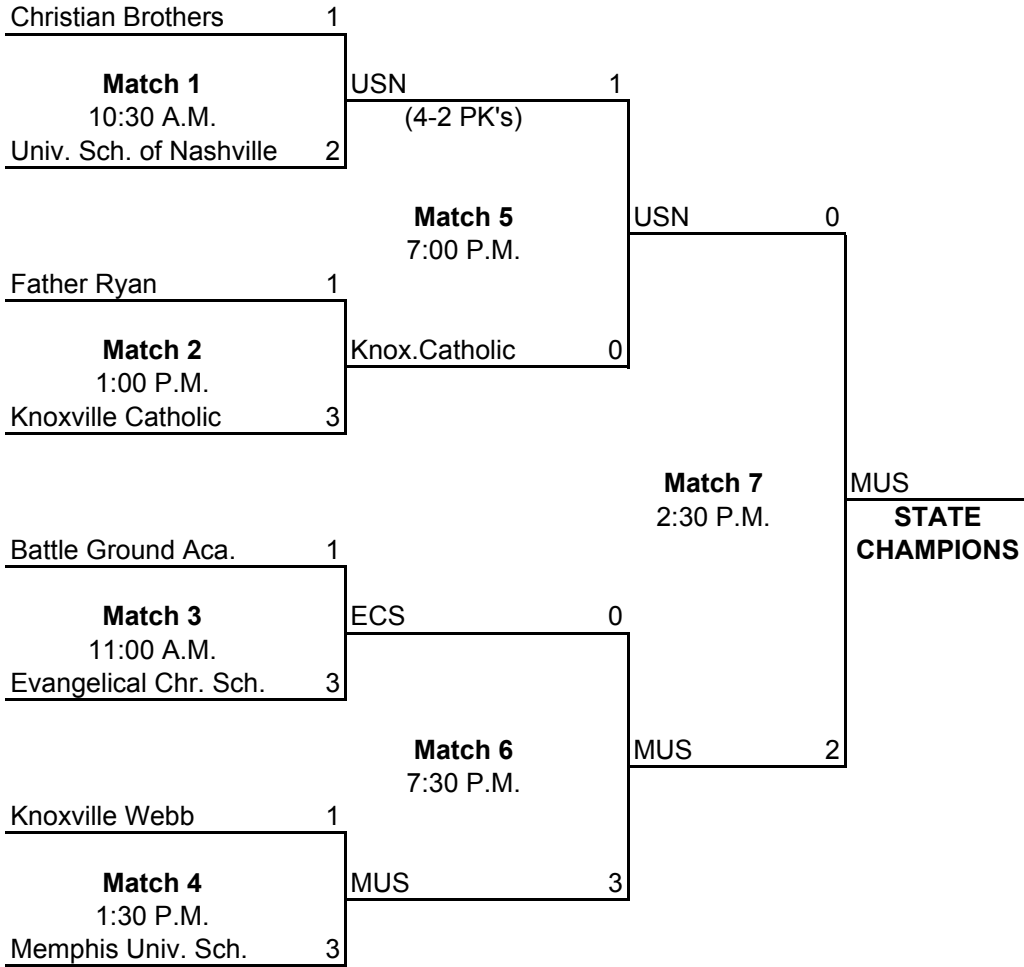 Christian Brothers 1
Match 1
10:30 A.M.
Univ. Sch. of Nashville 2
USN 1
(4-2 PK's)
Match 5
7:00 P.M.
Father Ryan 1
Match 2
1:00 P.M.
Knoxville Catholic 3
Knox.Catholic 0
USN 0
Match 7
2:30 P.M.
MUS
STATE
CHAMPIONS
Battle Ground Aca. 1
Match 3
11:00 A.M.
Evangelical Chr. Sch. 3
ECS 0
Match 6
7:30 P.M.
MUS 2
Knoxville Webb 1
Match 4
1:30 P.M.
Memphis Univ. Sch. 3
MUS 3